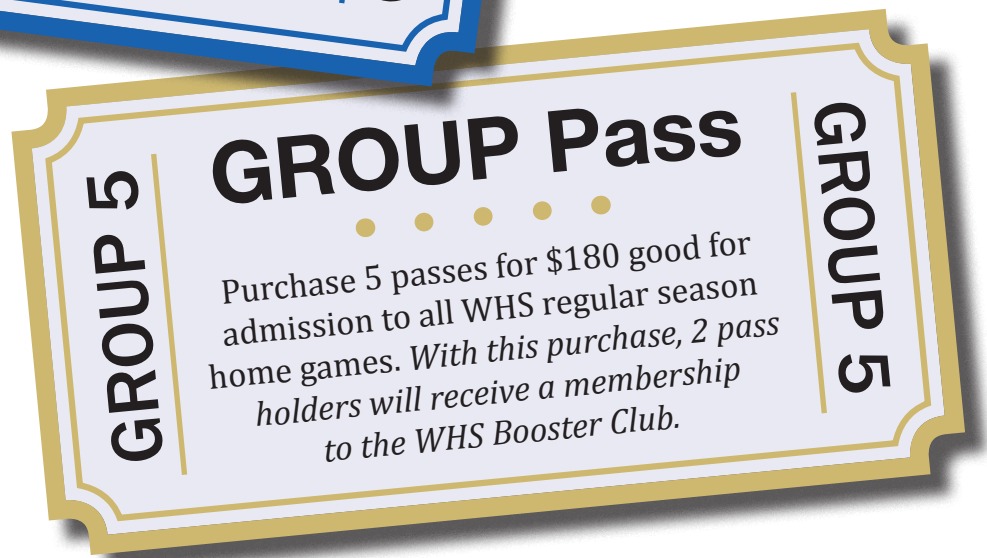 GROUP 5
GROUP Pass
Purchase 5 passes for $180 good for
admission to all WHS regular season
home games. With this purchase, 2 pass
holders will receive a membership
to the WHS Booster Club.
GROUP 5